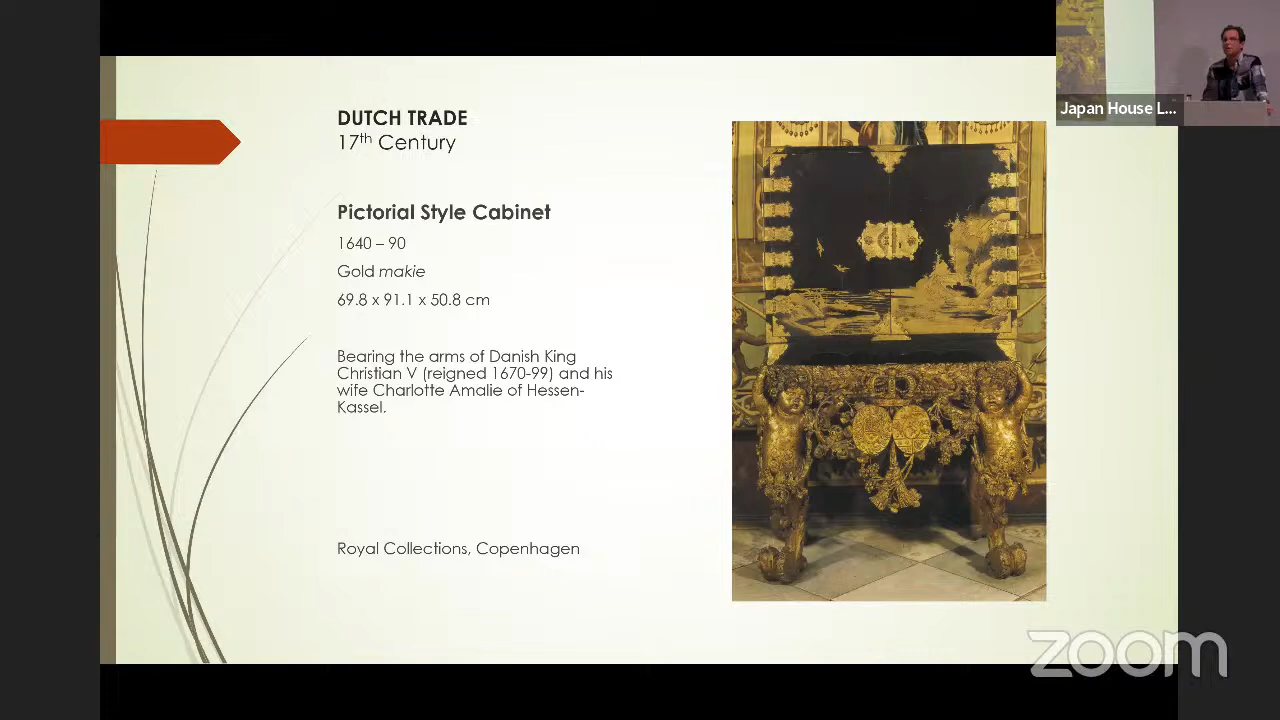 DUTCH TRADE
17th Century
Pictorial Style Cabinet
1640 – 90
Gold makie
69.8 x 91.1 x 50.8 cm
Bearing the arms of Danish King
Christian V (reigned 1670-99) and his
wife Charlotte Amalie of Hessen-
Kassel.
Royal Collections, Copenhagen
Japan House L...
zoom